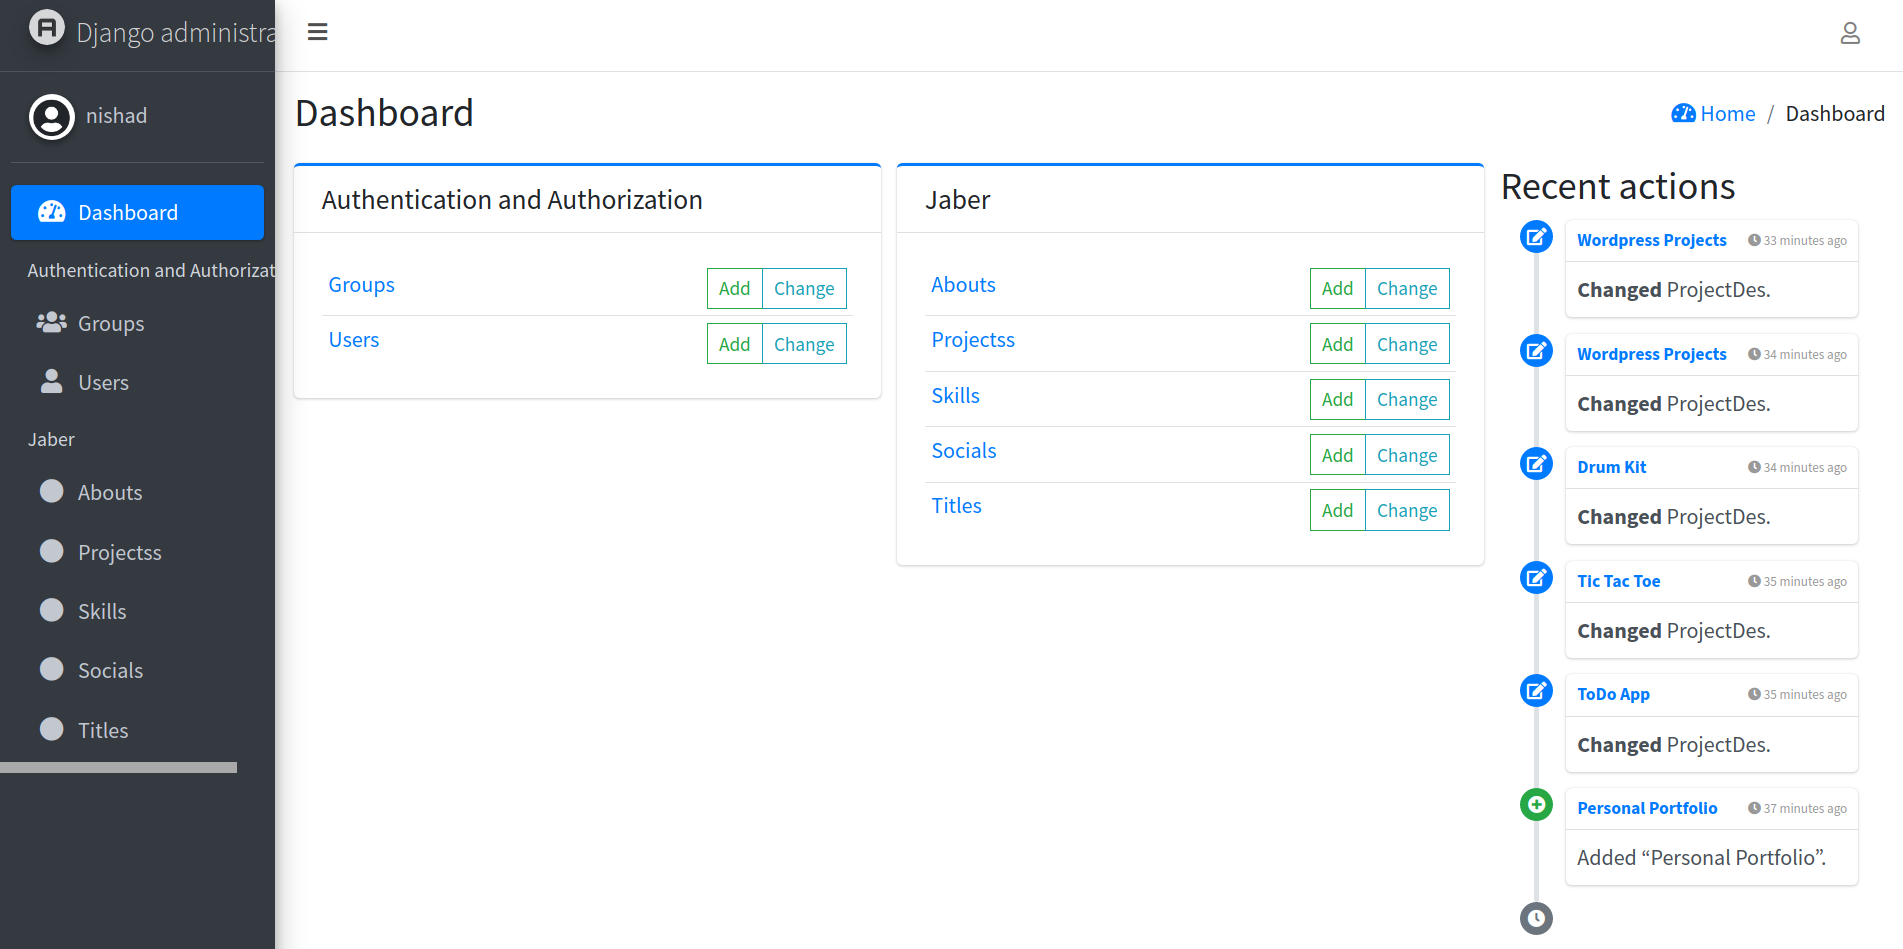 Django administra
nishad
Dashboard
Authentication and Authorizat
Groups
Users
Jaber
Abouts
Projectss
Skills
Socials
Titles
Dashboard
Home / Dashboard
Authentication and Authorization
Groups Add Change
Users Add Change
Jaber
Abouts Add Change
Projectss Add Change
Skills Add Change
Socials Add Change
Titles Add Change
Recent actions
Wordpress Projects 33 minutes ago
Changed ProjectDes.
Wordpress Projects 34 minutes ago
Changed ProjectDes.
Drum Kit 34 minutes ago
Changed ProjectDes.
Tic Tac Toe 35 minutes ago
Changed ProjectDes.
ToDo App 35 minutes ago
Changed ProjectDes.
Personal Portfolio 37 minutes ago
Added “Personal Portfolio”.